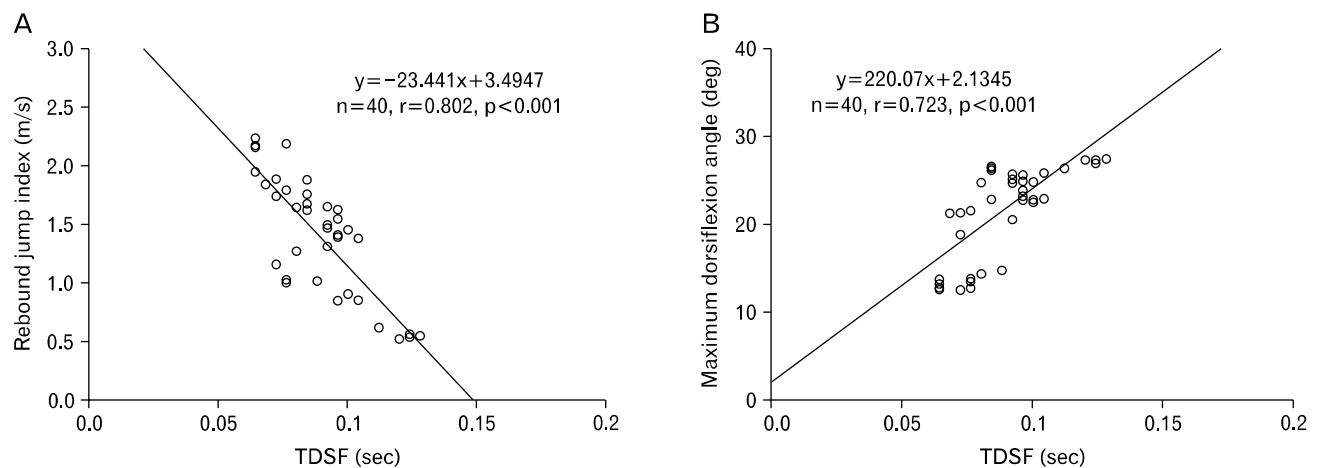 A
Rebound jump index (m/s)
3.0
2.5
2.0
1.5
1.0
0.5
0.0
y=−23.441x+3.4947
n=40, r=0.802, p<0.001
0.0
0.05
0.1
0.15
0.2
TDSF (sec)
B
Maximum dorsiflexion angle (deg)
40
30
20
10
0
y=220.07x+2.1345
n=40, r=0.723, p<0.001
0.0
0.05
0.1
0.15
0.2
TDSF (sec)